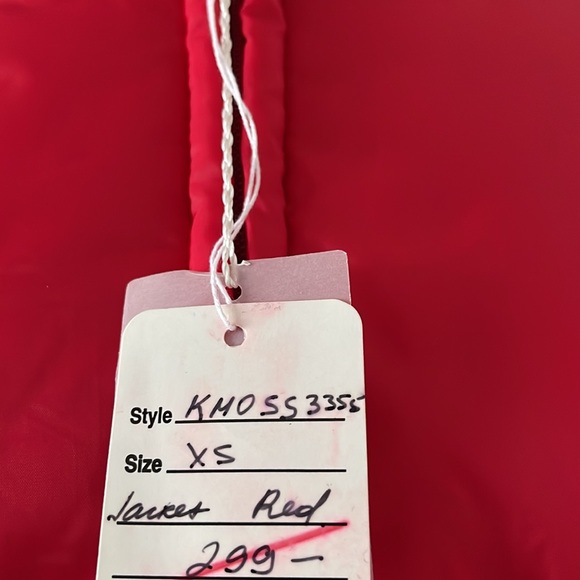 Style KMOSS3355
Size XS
Jacket Red
299 —